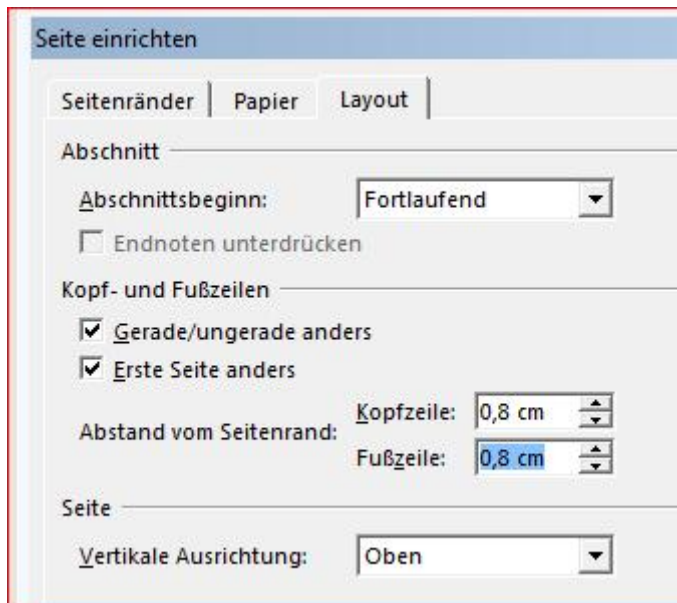 Seite einrichten
Seitenränder Papier Layout
Abschnitt
Abschnittsbeginn: Fortlaufend
Endnoten unterdrücken
Kopf- und Fußzeilen
Gerade/ungerade anders
Erste Seite anders
Abstand vom Seitenrand:
Kopfzeile: 0,8 cm
Fußzeile: 0,8 cm
Seite
Vertikale Ausrichtung: Oben